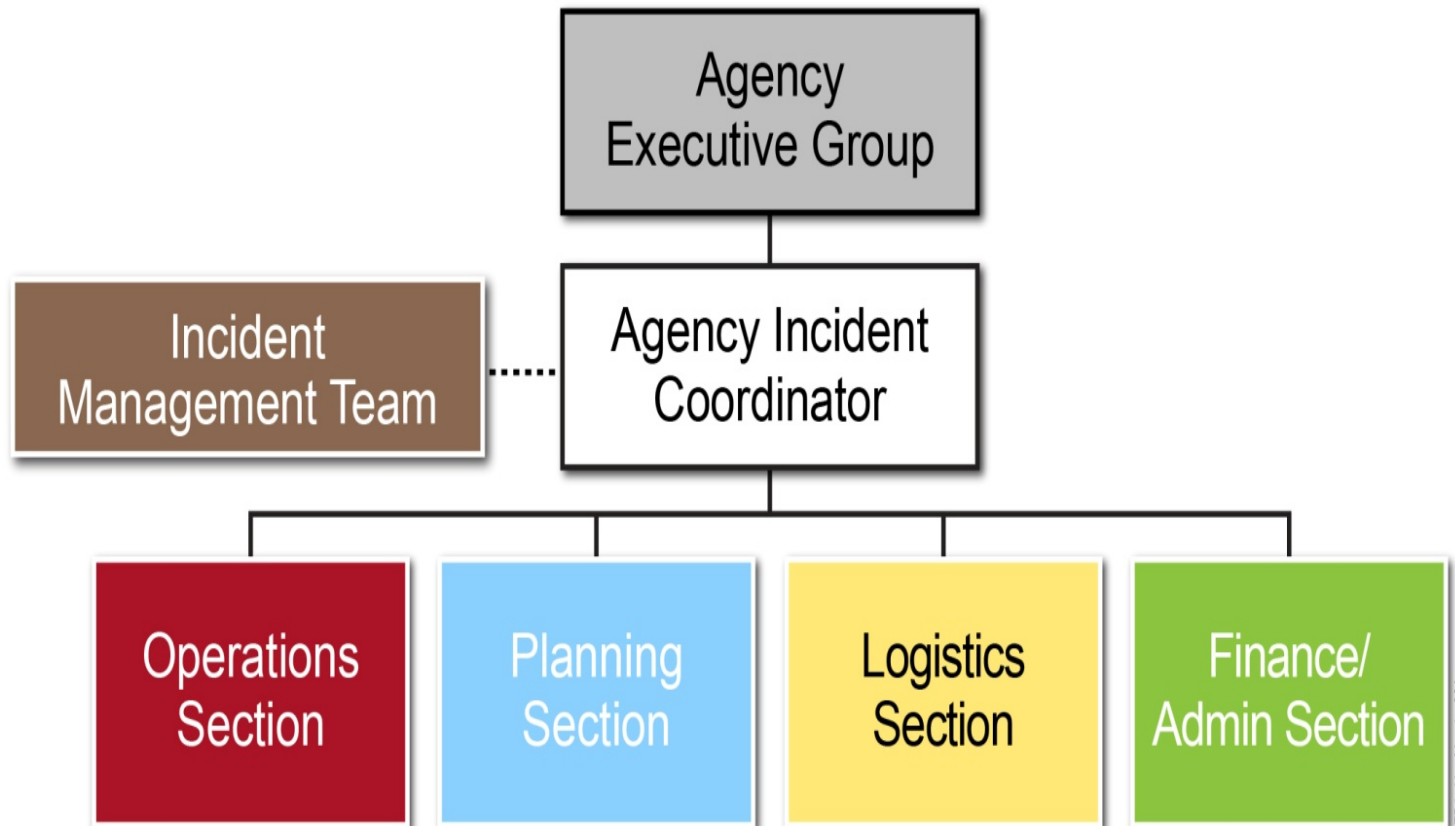 Agency
Executive Group
Incident
Management Team
Agency Incident
Coordinator
Operations
Section
Planning
Section
Logistics
Section
Finance/
Admin Section